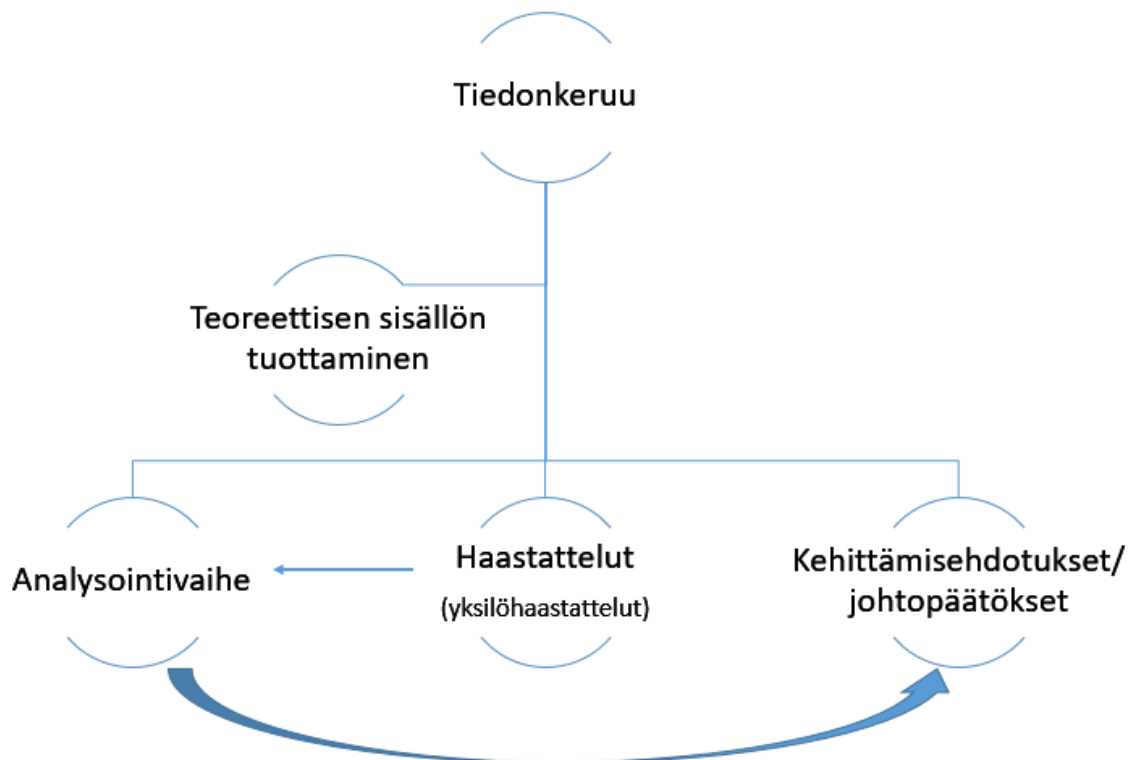 Tiedonkeruu
Teoreettisen sisällön
tuottaminen
Analysointivaihe
Haastattelut
(yksilöhaastattelut)
Kehittämisehdotukset/
johtopäätökset